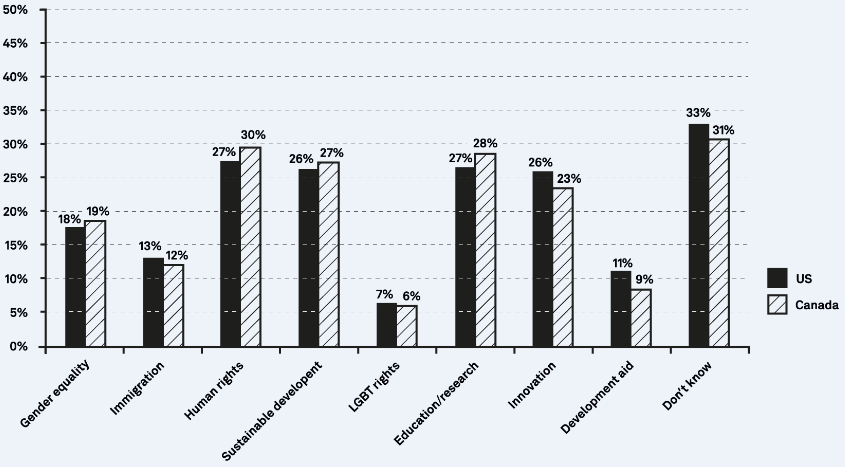 50%
45%
40%
35%
30%
25%
20%
15%
10%
5%
0%
18% 19%
13% 12%
27% 30%
26% 27%
7% 6%
27% 28%
26% 23%
11% 9%
33% 31%
Gender equality
Immigration
Human rights
Sustainable developent
LGBT rights
Education/research
Innovation
Development aid
Don't know
US
Canada